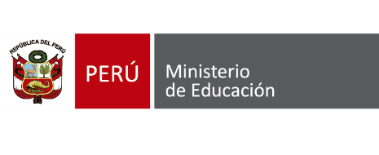 REPÚBLICA DEL PERÚ
PERÚ
Ministerio
de Educación